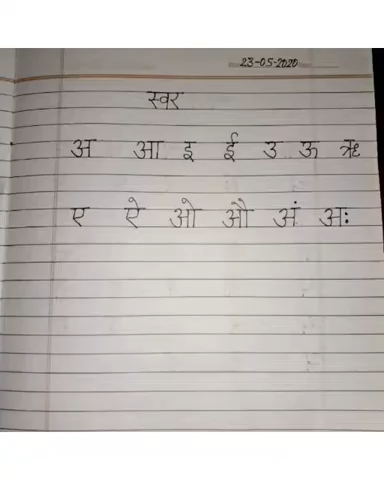 23-05-2020
स्वर
अ आ इ ई उ ऊ ऋ
ए ऐ ओ औ अं अः